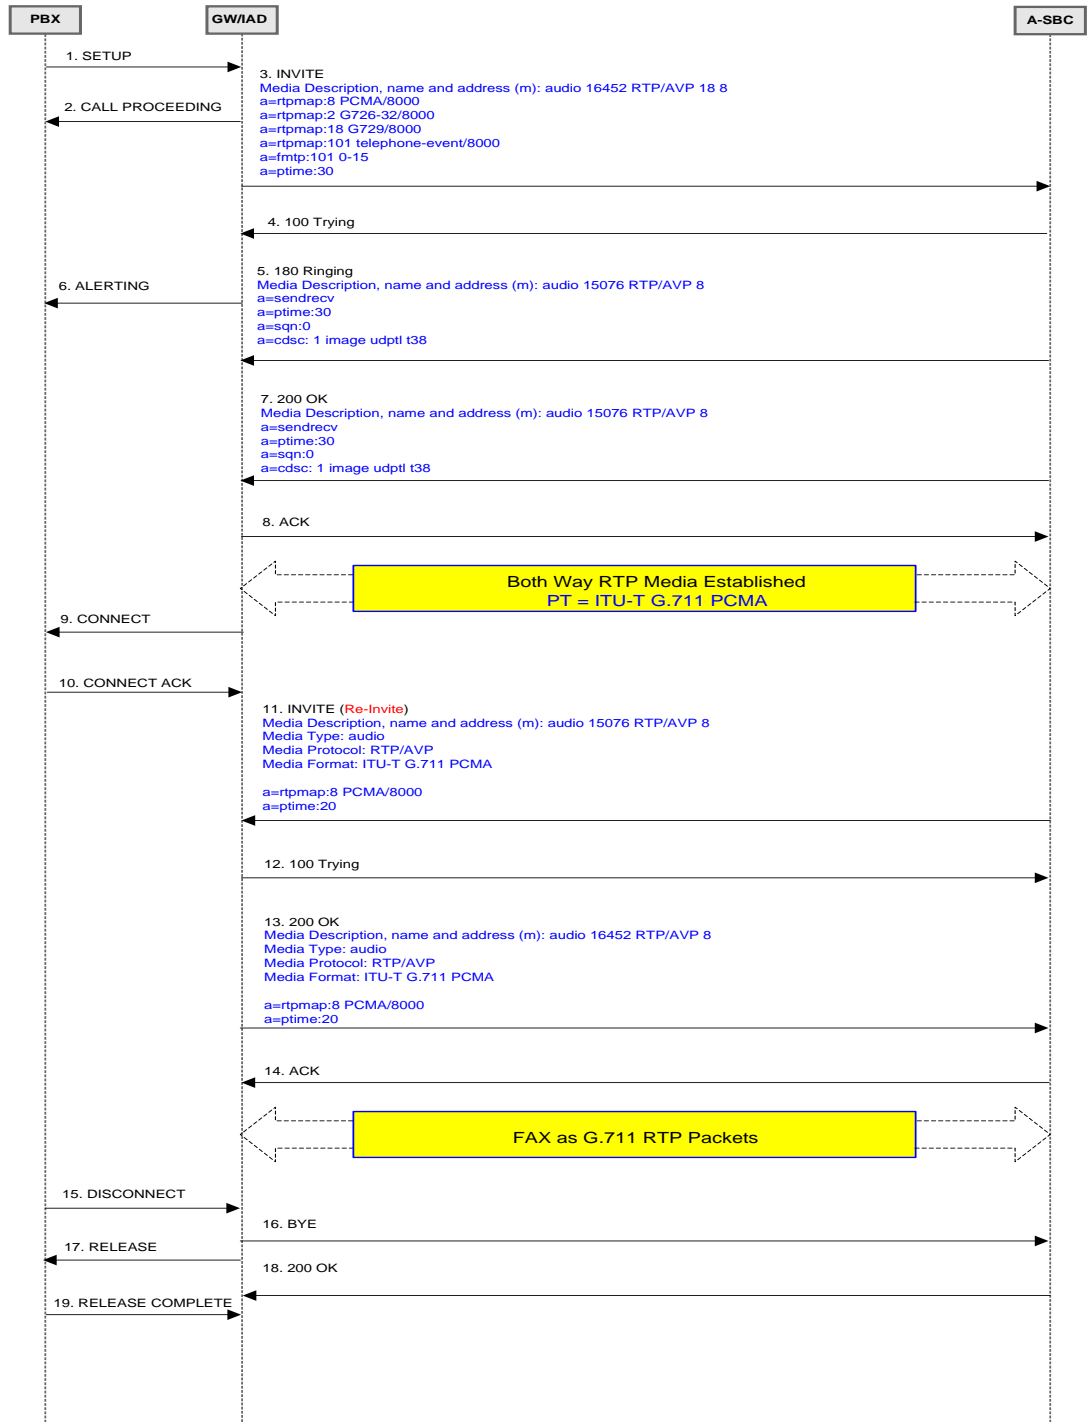 PBX
GW/IAD
A-SBC
1. SETUP
3. INVITE
Media Description, name and address (m): audio 16452 RTP/AVP 18 8
a=rtpmap:8 PCMA/8000
2. CALL PROCEEDING
a=rtpmap:2 G726-32/8000
a=rtpmap:18 G729/8000
a=rtpmap:101 telephone-event/8000
a=fmtp:101 0-15
a=ptime:30
4. 100 Trying
5. 180 Ringing
6. ALERTING
Media Description, name and address (m): audio 15076 RTP/AVP 8
a=sendrecv
a=ptime:30
a=sqn:0
a=cdsc: 1 image udptl t38
7. 200 OK
Media Description, name and address (m): audio 15076 RTP/AVP 8
a=sendrecv
a=ptime:30
a=sqn:0
a=cdsc: 1 image udptl t38
8. ACK
Both Way RTP Media Established
PT = ITU-T G.711 PCMA
9. CONNECT
10. CONNECT ACK
11. INVITE (Re-Invite)
Media Description, name and address (m): audio 15076 RTP/AVP 8
Media Type: audio
Media Protocol: RTP/AVP
Media Format: ITU-T G.711 PCMA
a=rtpmap:8 PCMA/8000
a=ptime:20
12. 100 Trying
13. 200 OK
Media Description, name and address (m): audio 16452 RTP/AVP 8
Media Type: audio
Media Protocol: RTP/AVP
Media Format: ITU-T G.711 PCMA
a=rtpmap:8 PCMA/8000
a=ptime:20
14. ACK
FAX as G.711 RTP Packets
15. DISCONNECT
16. BYE
17. RELEASE
18. 200 OK
19. RELEASE COMPLETE